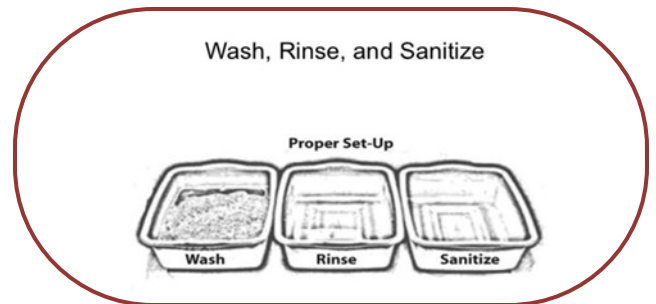 Wash, Rinse, and Sanitize
Proper Set-Up
Wash Rinse Sanitize